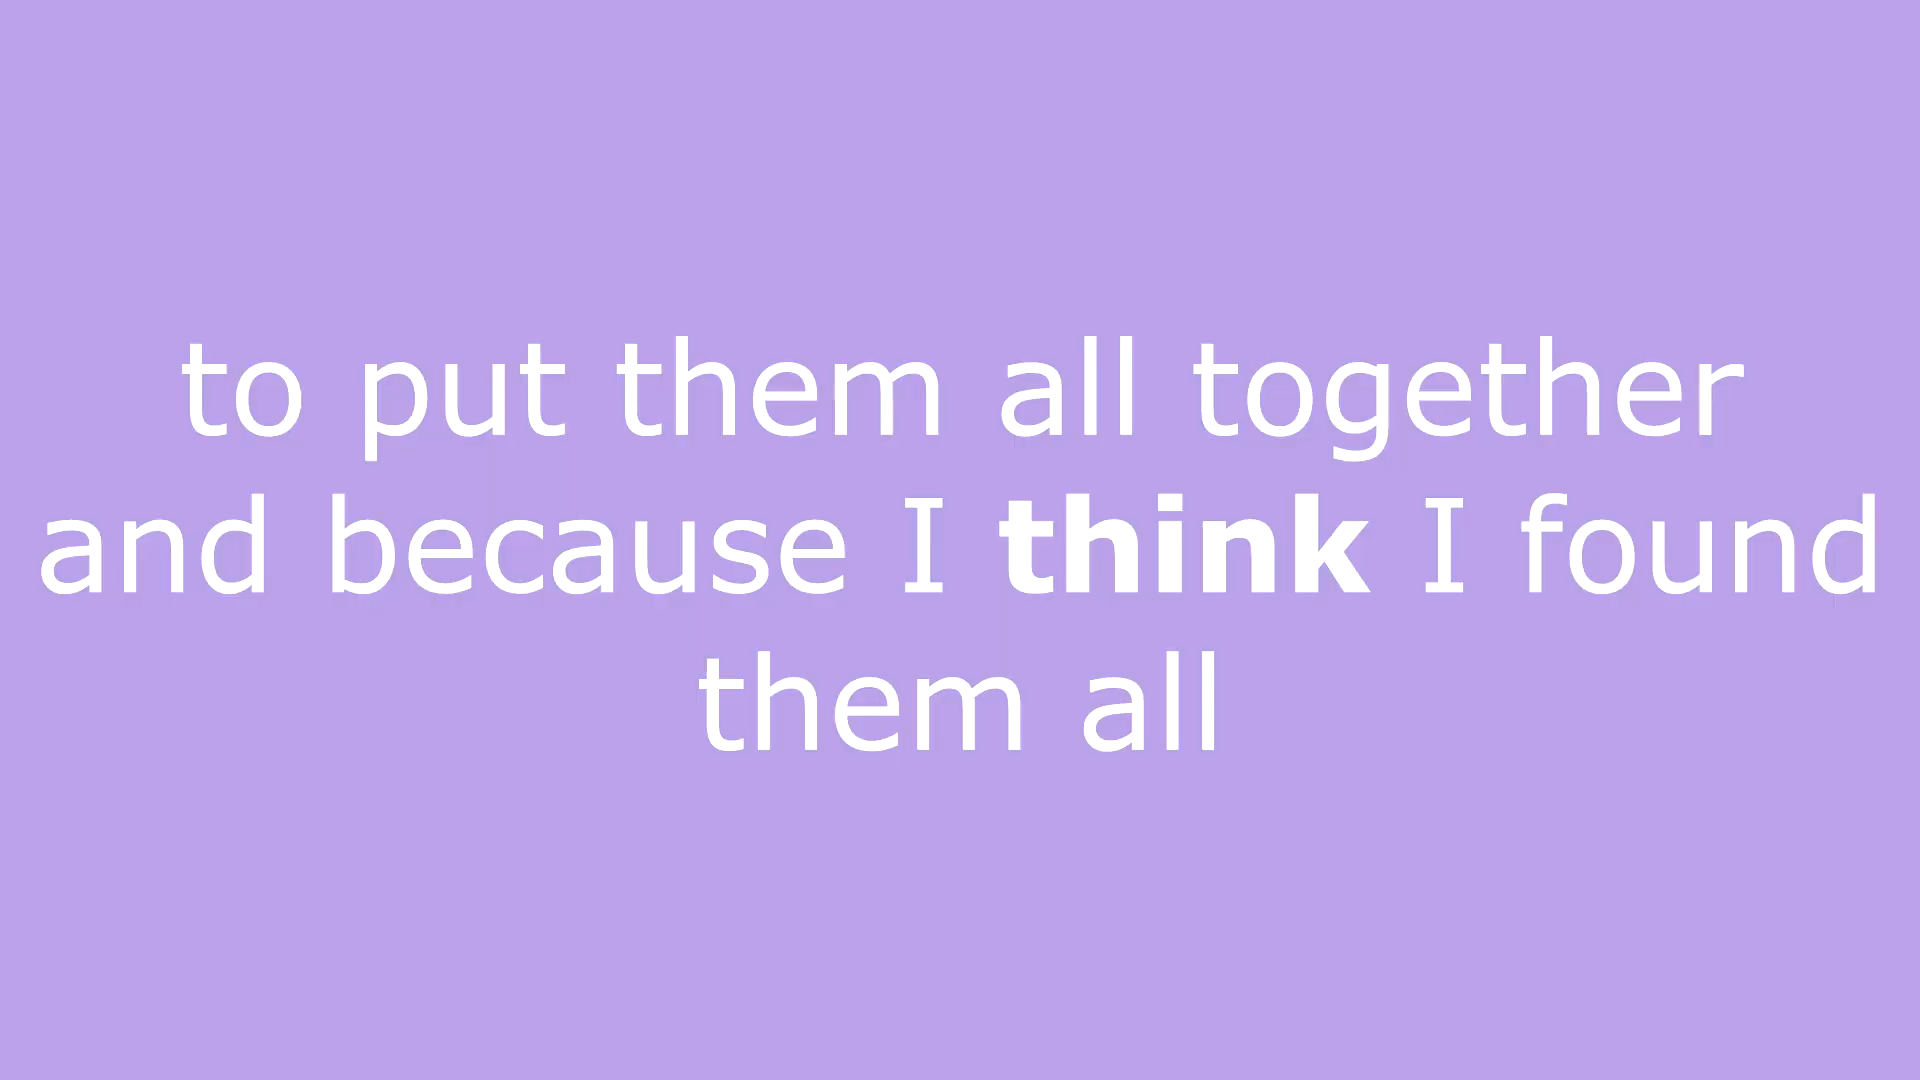 to put them all together
and because I think I found
them all